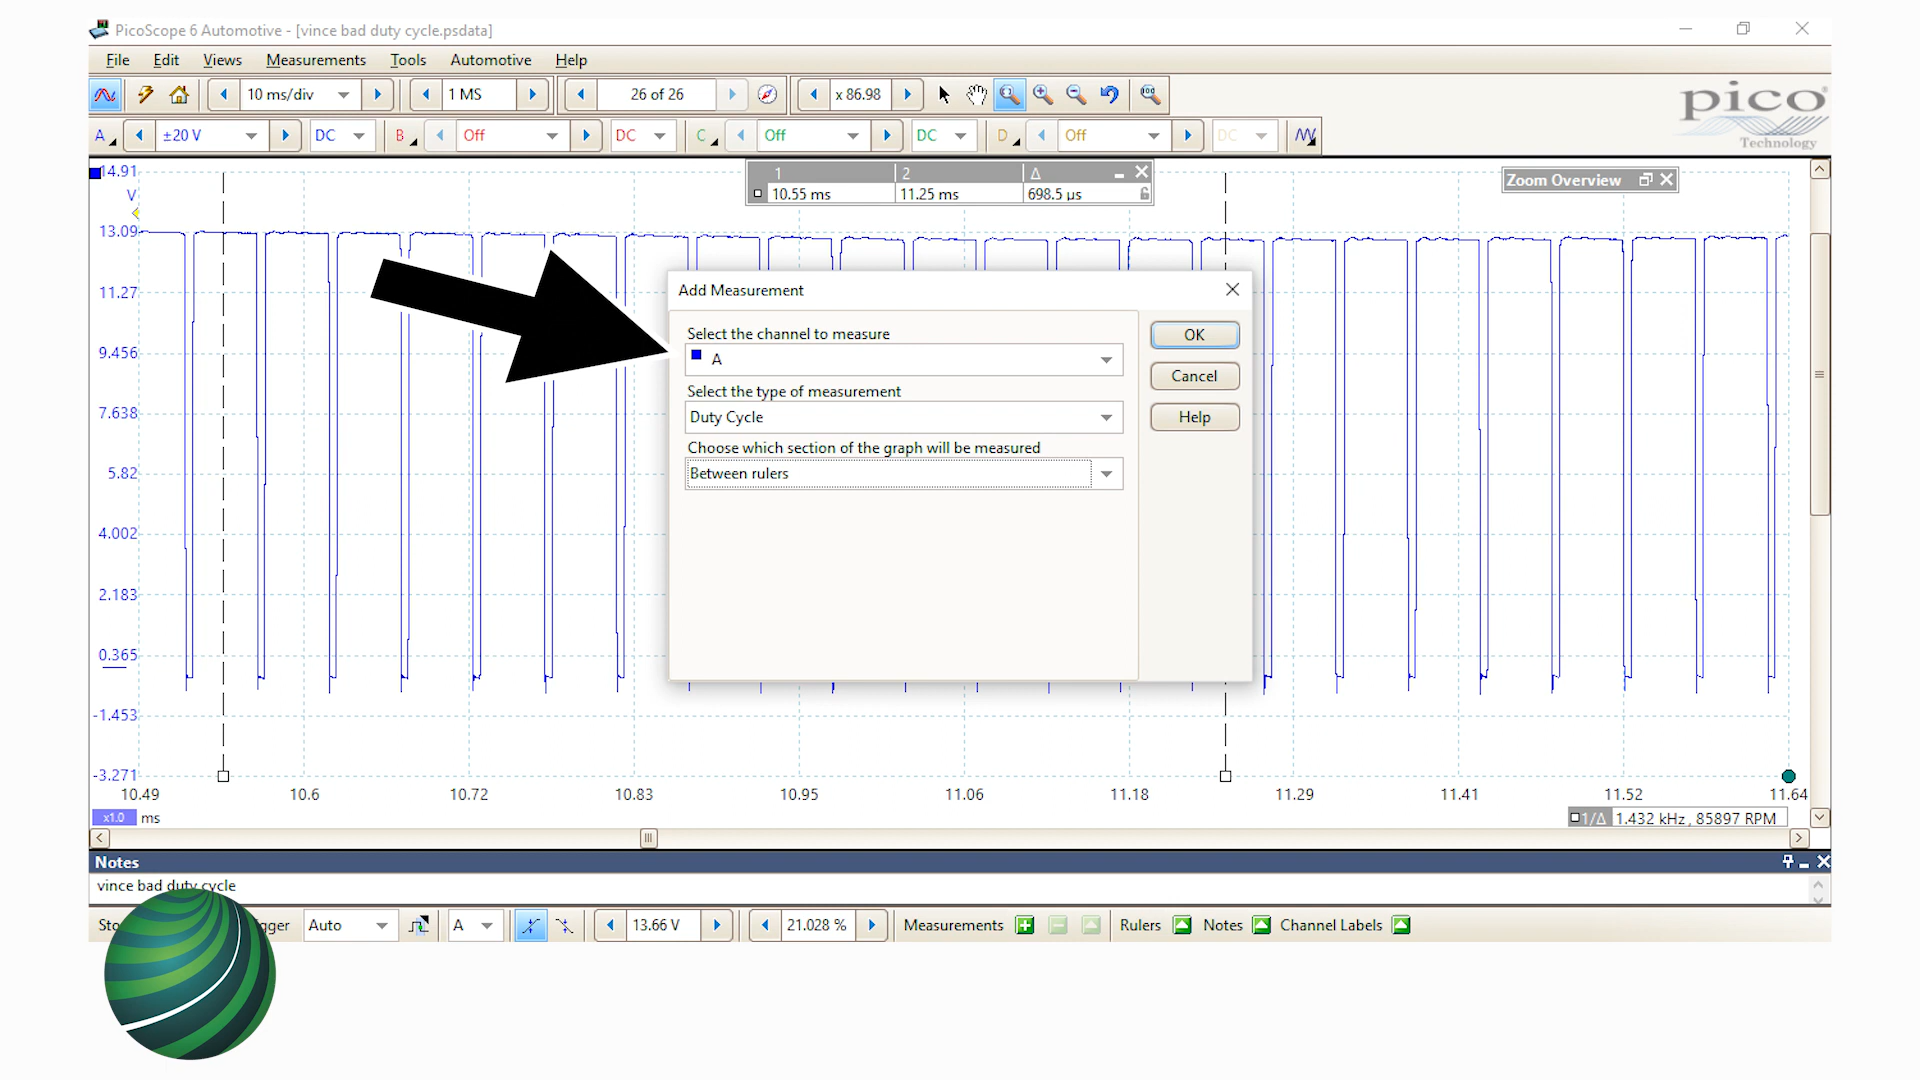 PicoScope 6 Automotive - [vince bad duty cycle.psdata]
File Edit Views Measurements Tools Automotive Help
10 ms/div 1 MS 26 of 26 x 86.98
pico
Technology
A ±20 V DC B Off DC C Off DC D Off DC
1 2 Δ
10.55 ms 11.25 ms 698.5 µs
Zoom Overview
14.91
V
13.09
11.27
9.456
7.638
5.82
4.002
2.183
0.365
-1.453
-3.271
Add Measurement
Select the channel to measure
A
Select the type of measurement
Duty Cycle
Choose which section of the graph will be measured
Between rulers
OK
Cancel
Help
10.49 10.6 10.72 10.83 10.95 11.06 11.18 11.29 11.41 11.52 11.64
x1.0 ms
1/Δ 1.432 kHz , 85897 RPM
Notes
vince bad duty cycle
Auto A 13.66 V 21.028 % Measurements Rulers Notes Channel Labels